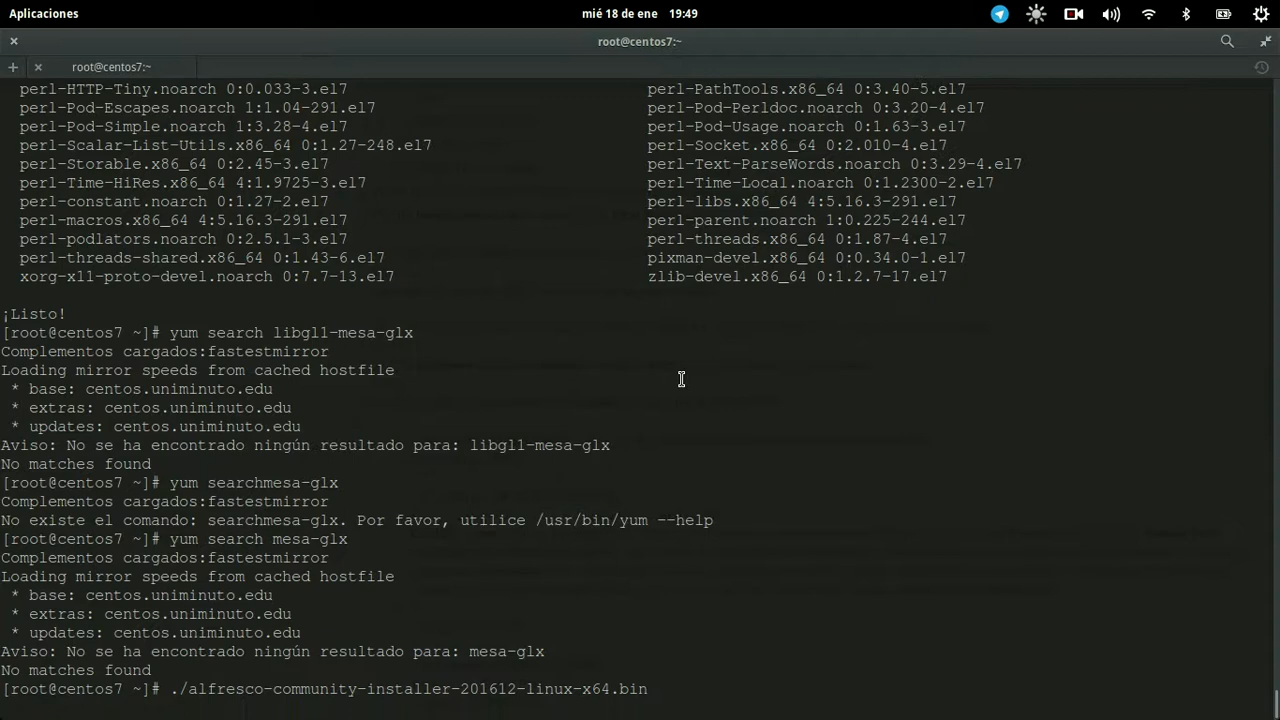 Aplicaciones
mié 18 de ene 19:49
root@centos7:~
root@centos7:~
perl-HTTP-Tiny.noarch 0:0.033-3.el7 perl-PathTools.x86_64 0:3.40-5.el7
perl-Pod-Escapes.noarch 1:1.04-291.el7 perl-Pod-Perldoc.noarch 0:3.20-4.el7
perl-Pod-Simple.noarch 1:3.28-4.el7 perl-Pod-Usage.noarch 0:1.63-3.el7
perl-Scalar-List-Utils.x86_64 0:1.27-248.el7 perl-Socket.x86_64 0:2.010-4.el7
perl-Storable.x86_64 0:2.45-3.el7 perl-Text-ParseWords.noarch 0:3.29-4.el7
perl-Time-HiRes.x86_64 4:1.9725-3.el7 perl-Time-Local.noarch 0:1.2300-2.el7
perl-constant.noarch 0:1.27-2.el7 perl-libs.x86_64 4:5.16.3-291.el7
perl-macros.x86_64 4:5.16.3-291.el7 perl-parent.noarch 1:0.225-244.el7
perl-podlators.noarch 0:2.5.1-3.el7 perl-threads.x86_64 0:1.87-4.el7
perl-threads-shared.x86_64 0:1.43-6.el7 pixman-devel.x86_64 0:0.34.0-1.el7
xorg-x11-proto-devel.noarch 0:7.7-13.el7 zlib-devel.x86_64 0:1.2.7-17.el7
¡Listo!
[root@centos7 ~]# yum search libgl1-mesa-glx
Complementos cargados:fastestmirror
Loading mirror speeds from cached hostfile
* base: centos.uniminuto.edu
* extras: centos.uniminuto.edu
* updates: centos.uniminuto.edu
Aviso: No se ha encontrado ningún resultado para: libgl1-mesa-glx
No matches found
[root@centos7 ~]# yum searchmesa-glx
Complementos cargados:fastestmirror
No existe el comando: searchmesa-glx. Por favor, utilice /usr/bin/yum --help
[root@centos7 ~]# yum search mesa-glx
Complementos cargados:fastestmirror
Loading mirror speeds from cached hostfile
* base: centos.uniminuto.edu
* extras: centos.uniminuto.edu
* updates: centos.uniminuto.edu
Aviso: No se ha encontrado ningún resultado para: mesa-glx
No matches found
[root@centos7 ~]# ./alfresco-community-installer-201612-linux-x64.bin